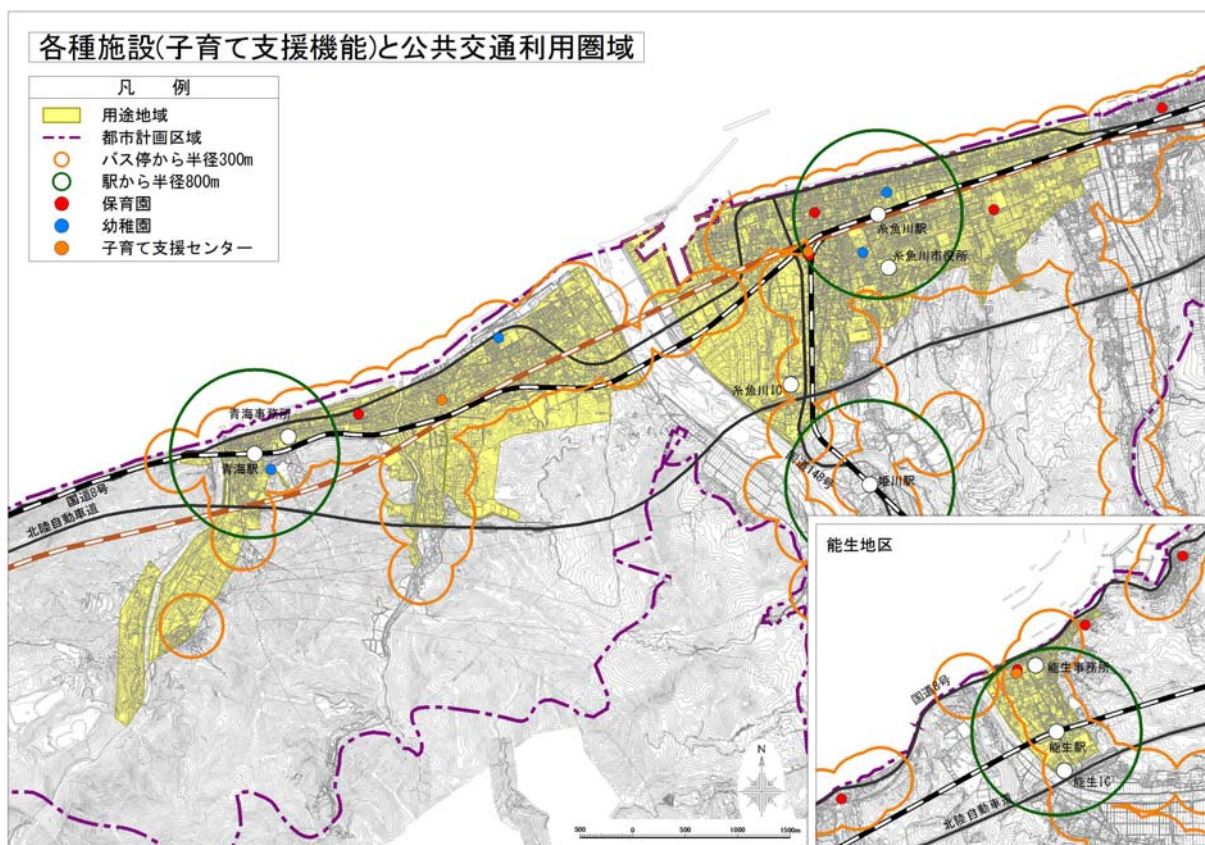 各種施設(子育て支援機能)と公共交通利用圏域
凡 例
用途地域
都市計画区域
バス停から半径300m
駅から半径800m
保育園
幼稚園
子育て支援センター
糸魚川駅
糸魚川市役所
糸魚川IC
青海事務所
青海駅
国道8号
北陸自動車道
国道148号
姫川駅
能生地区
能生事務所
国道8号
能生駅
能生IC
北陸自動車道
N
500 0 500 1000 1500m